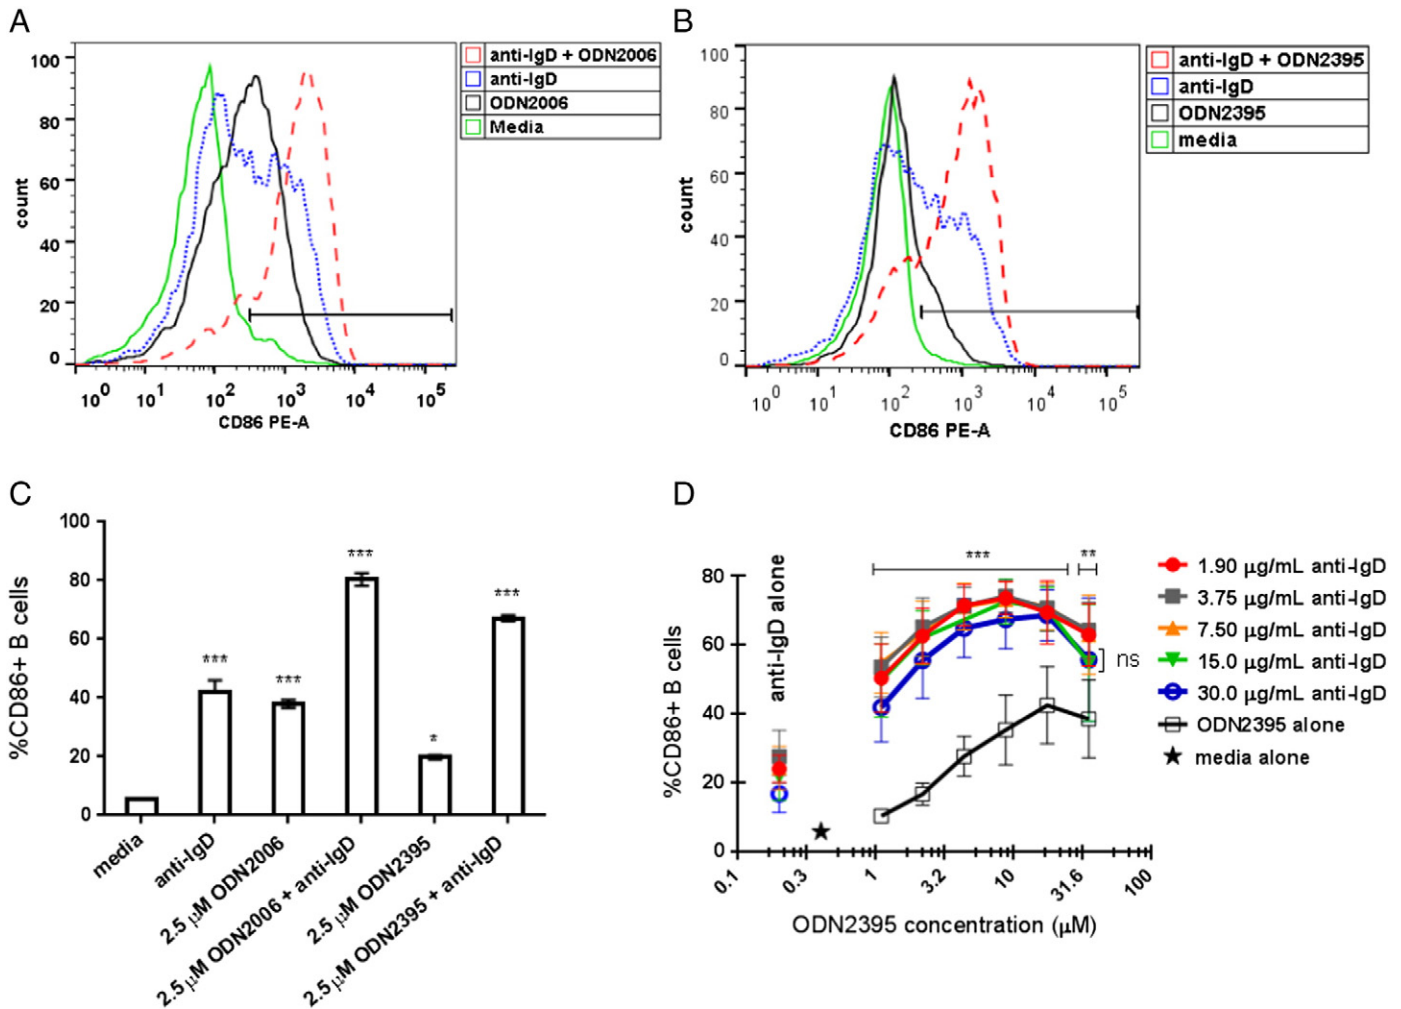 A
100
80
60
40
20
0
count
10^0 10^1 10^2 10^3 10^4 10^5
CD86 PE-A
anti-IgD + ODN2006
anti-IgD
ODN2006
Media
B
100
80
60
40
20
0
count
10^0 10^1 10^2 10^3 10^4 10^5
CD86 PE-A
anti-IgD + ODN2395
anti-IgD
ODN2395
media
C
100
80
60
40
20
0
%CD86+ B cells
***
***
***
*
***
media
anti-IgD
2.5 μM ODN2006
2.5 μM ODN2006 + anti-IgD
2.5 μM ODN2395
2.5 μM ODN2395 + anti-IgD
D
80
60
40
20
0
%CD86+ B cells
anti-IgD alone
***
**
ns
0.1 0.3 1 3.2 10 31.6 100
ODN2395 concentration (μM)
1.90 μg/mL anti-IgD
3.75 μg/mL anti-IgD
7.50 μg/mL anti-IgD
15.0 μg/mL anti-IgD
30.0 μg/mL anti-IgD
ODN2395 alone
media alone